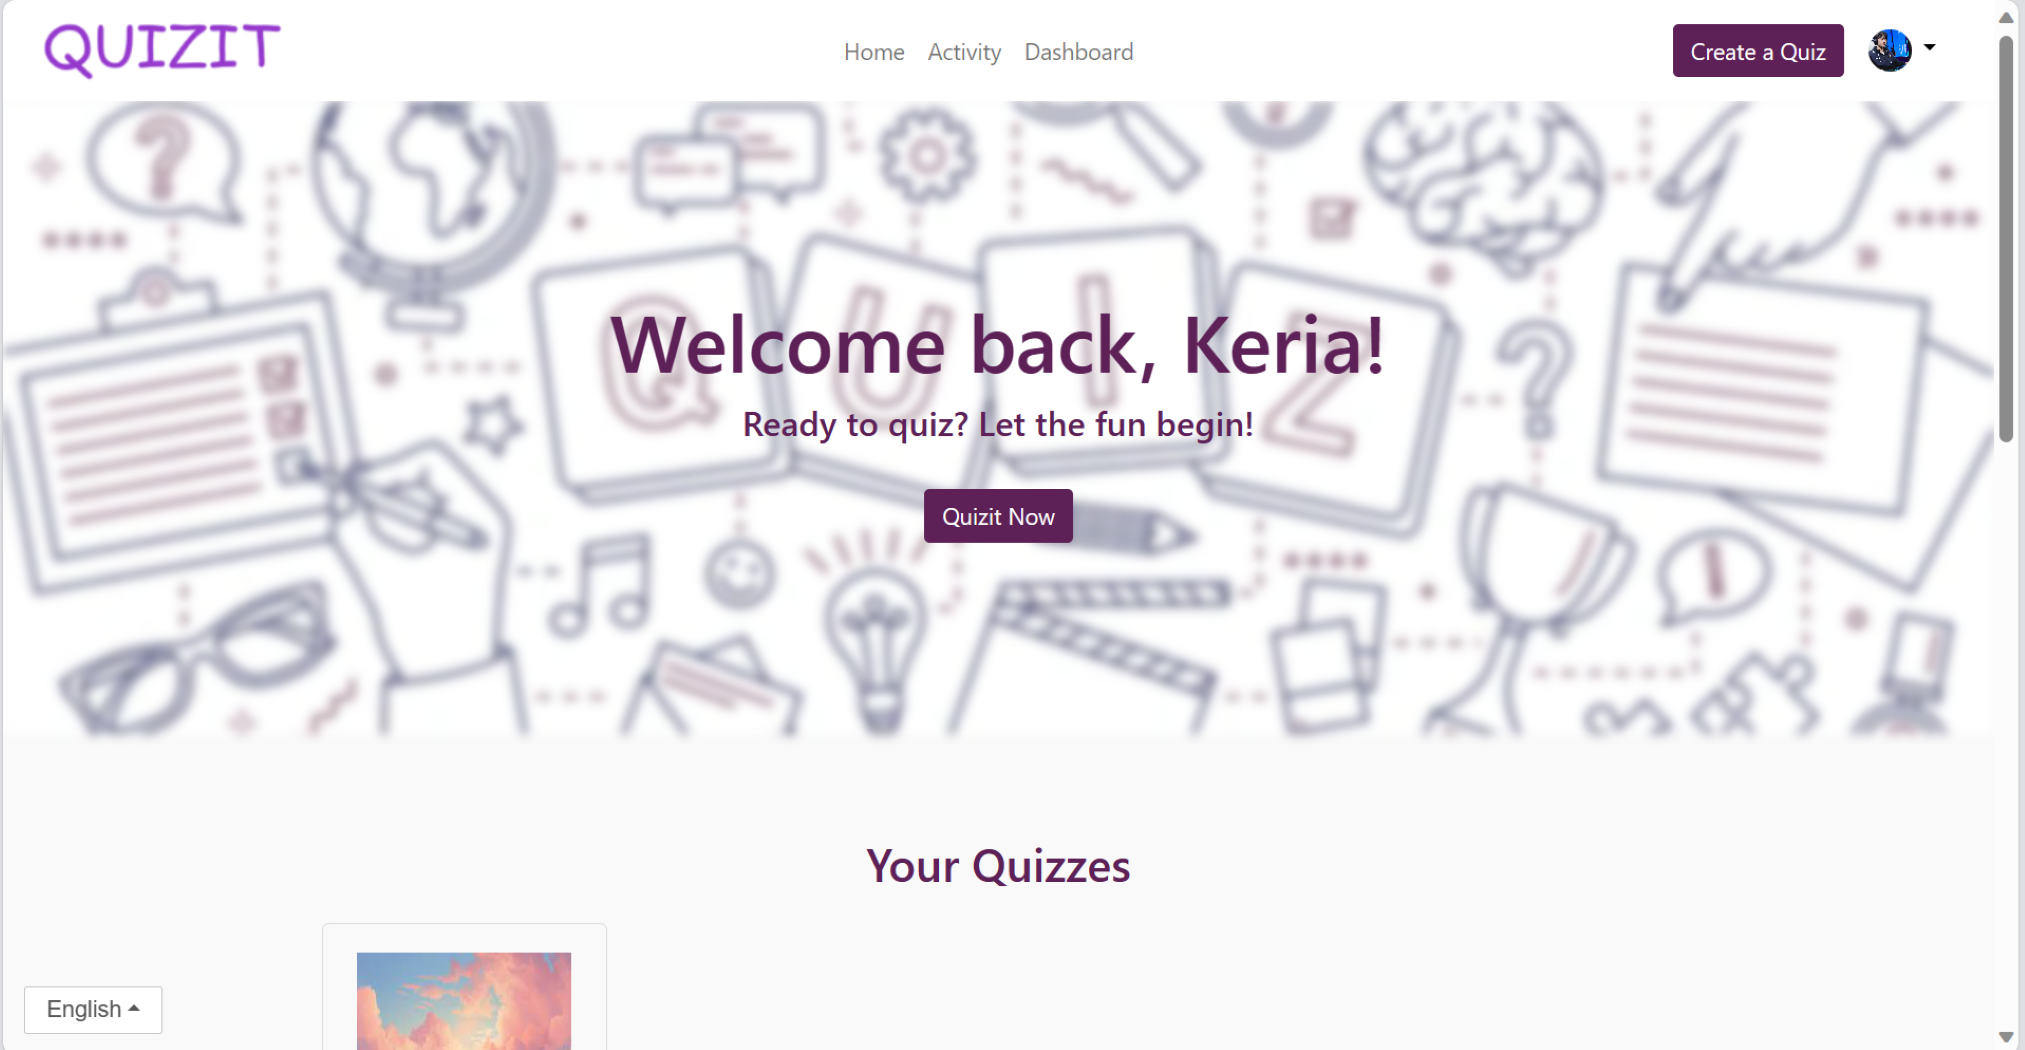 QUIZIT
Home Activity Dashboard
Create a Quiz
QUIZ
Welcome back, Keria!
Ready to quiz? Let the fun begin!
Quizit Now
Your Quizzes
English